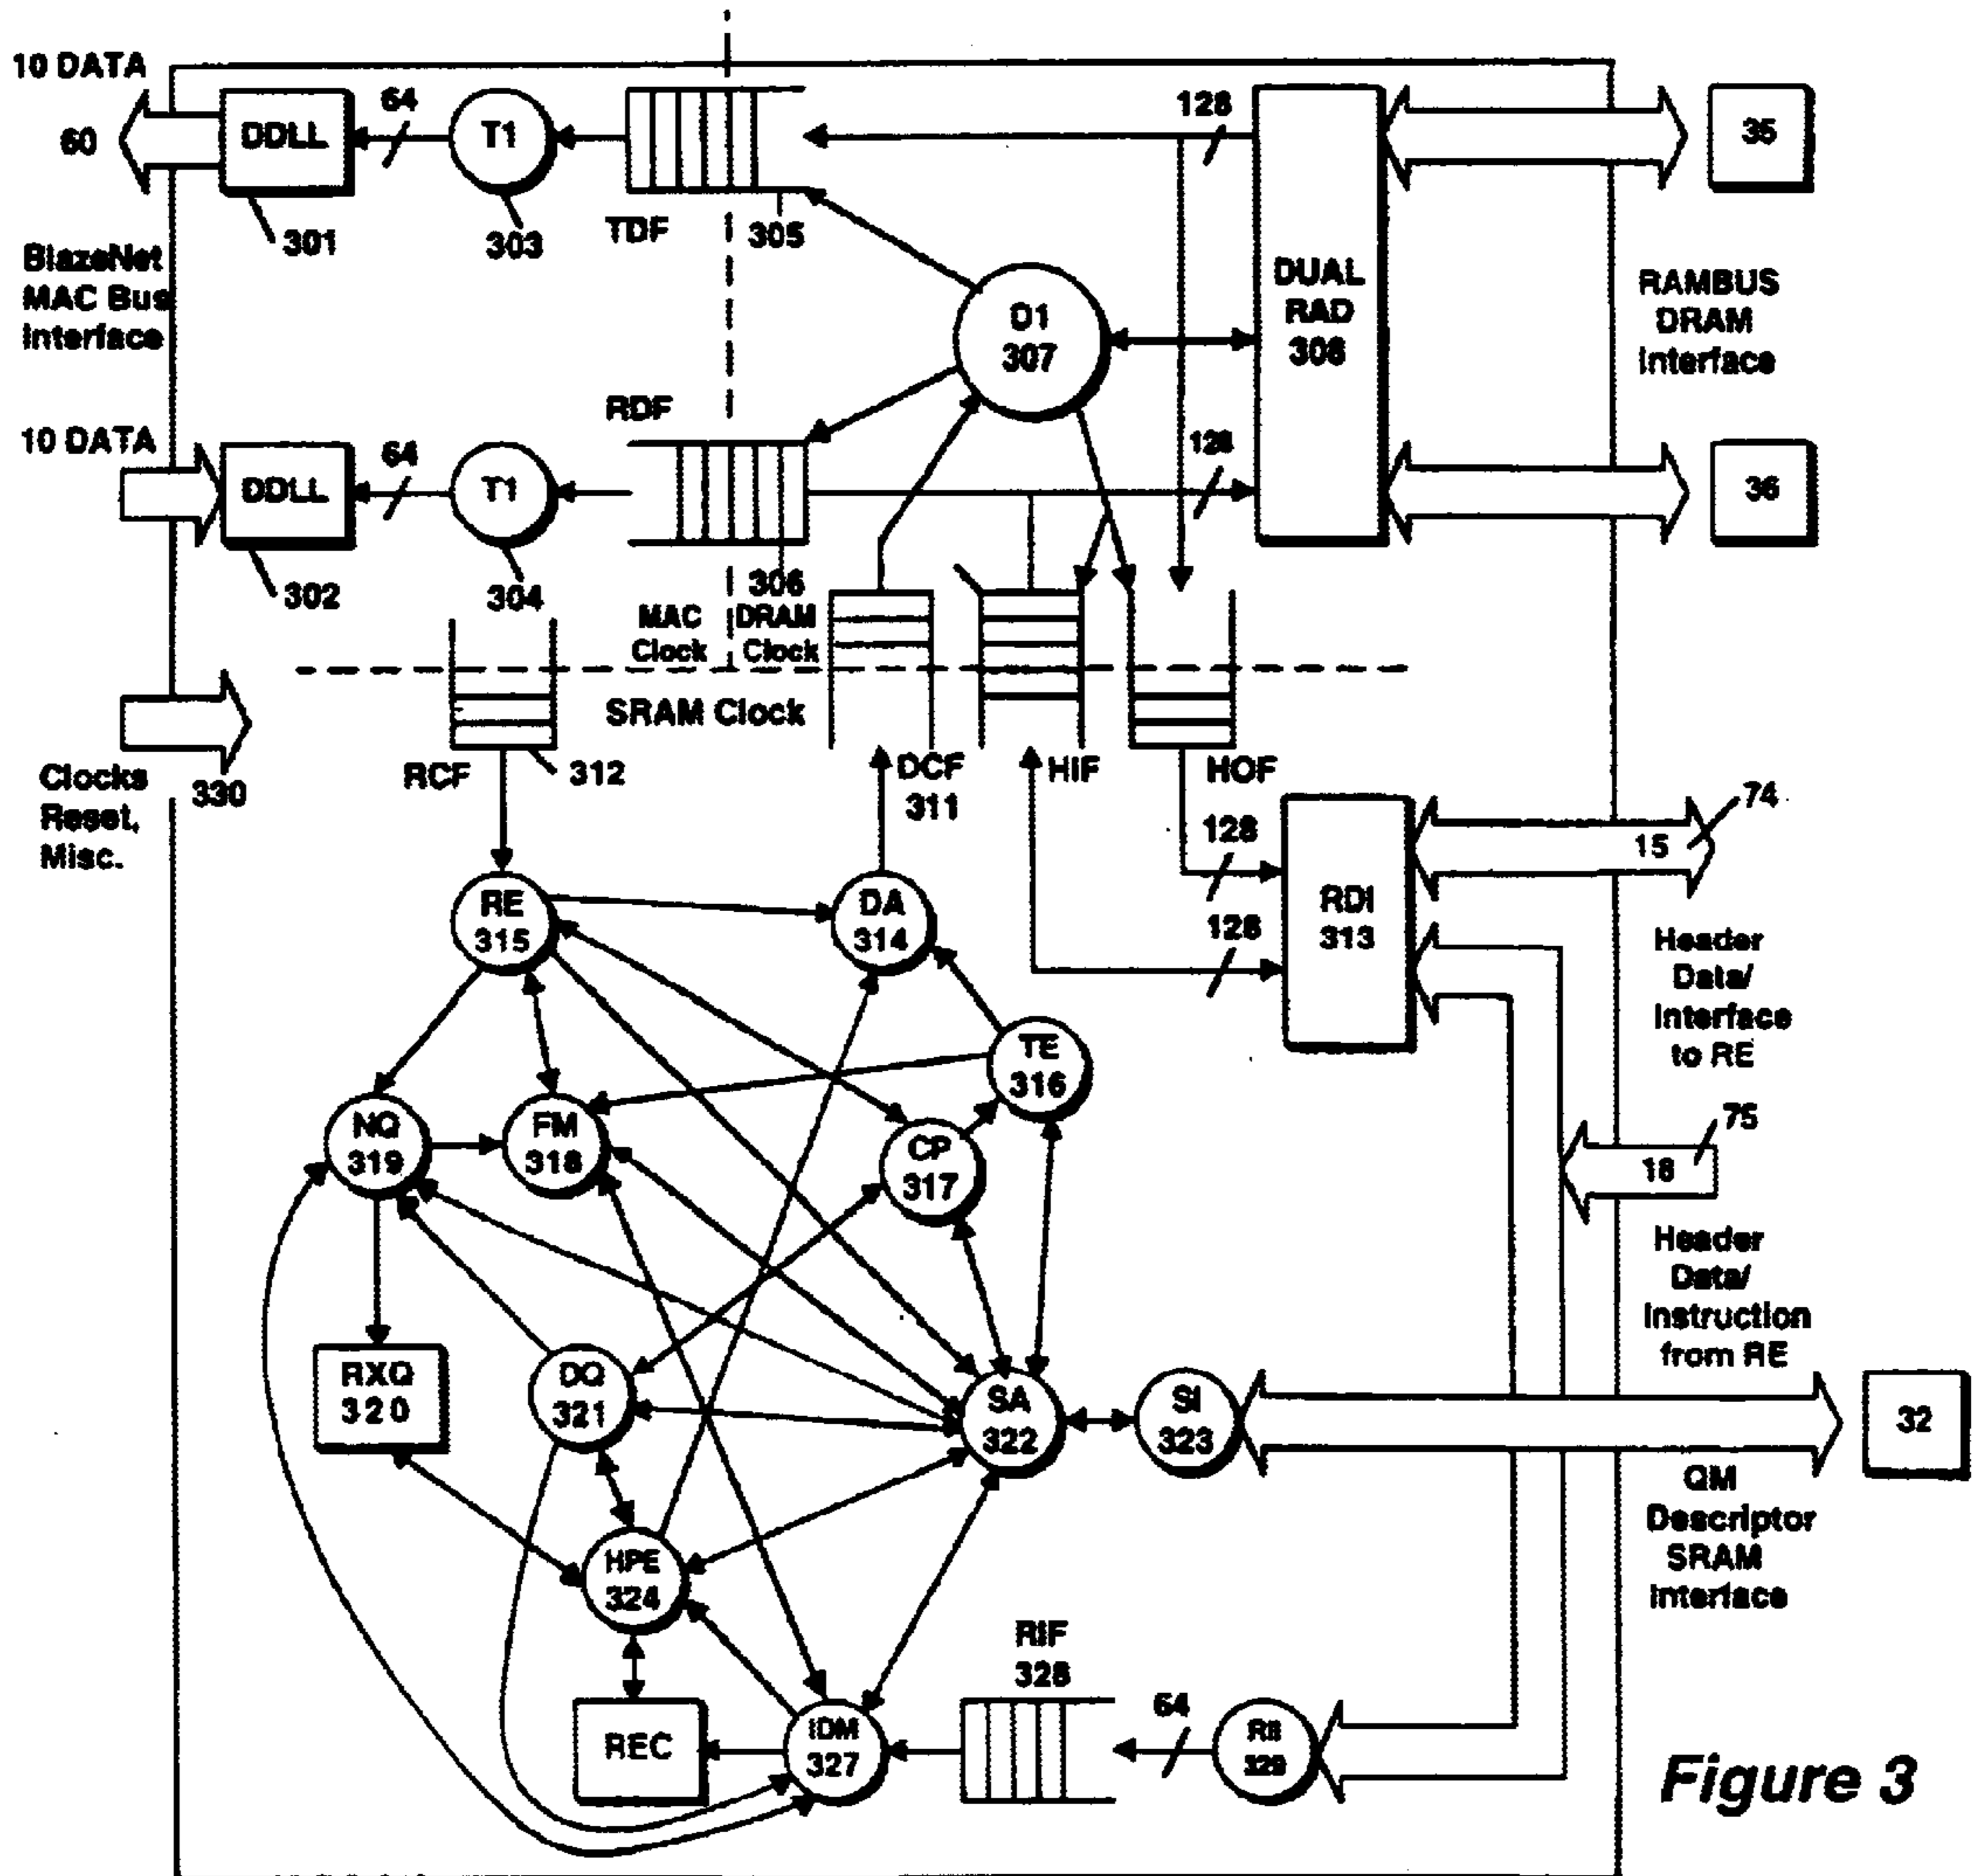 10 DATA
60
DDLL
64
T1
128
DUAL
RAD
308
35
301
303
TDF
305
BlazeNet
MAC Bus
Interface
D1
307
RAMBUS
DRAM
Interface
RDF
10 DATA
DDLL
64
T1
128
36
302
304
306
MAC
Clock
DRAM
Clock
SRAM Clock
RCF
312
DCF
311
HIF
HOF
Clocks
Reset,
Misc.
330
128
128
RDI
313
15
74
RE
315
DA
314
Header
Data/
Interface
to RE
TE
316
NQ
319
FM
318
CP
317
18
75
Header
Data/
Instruction
from RE
RXQ
320
DQ
321
SA
322
SI
323
32
QM
Descriptor
SRAM
Interface
HPE
324
RIF
328
REC
IDM
327
64
RII
329
Figure 3